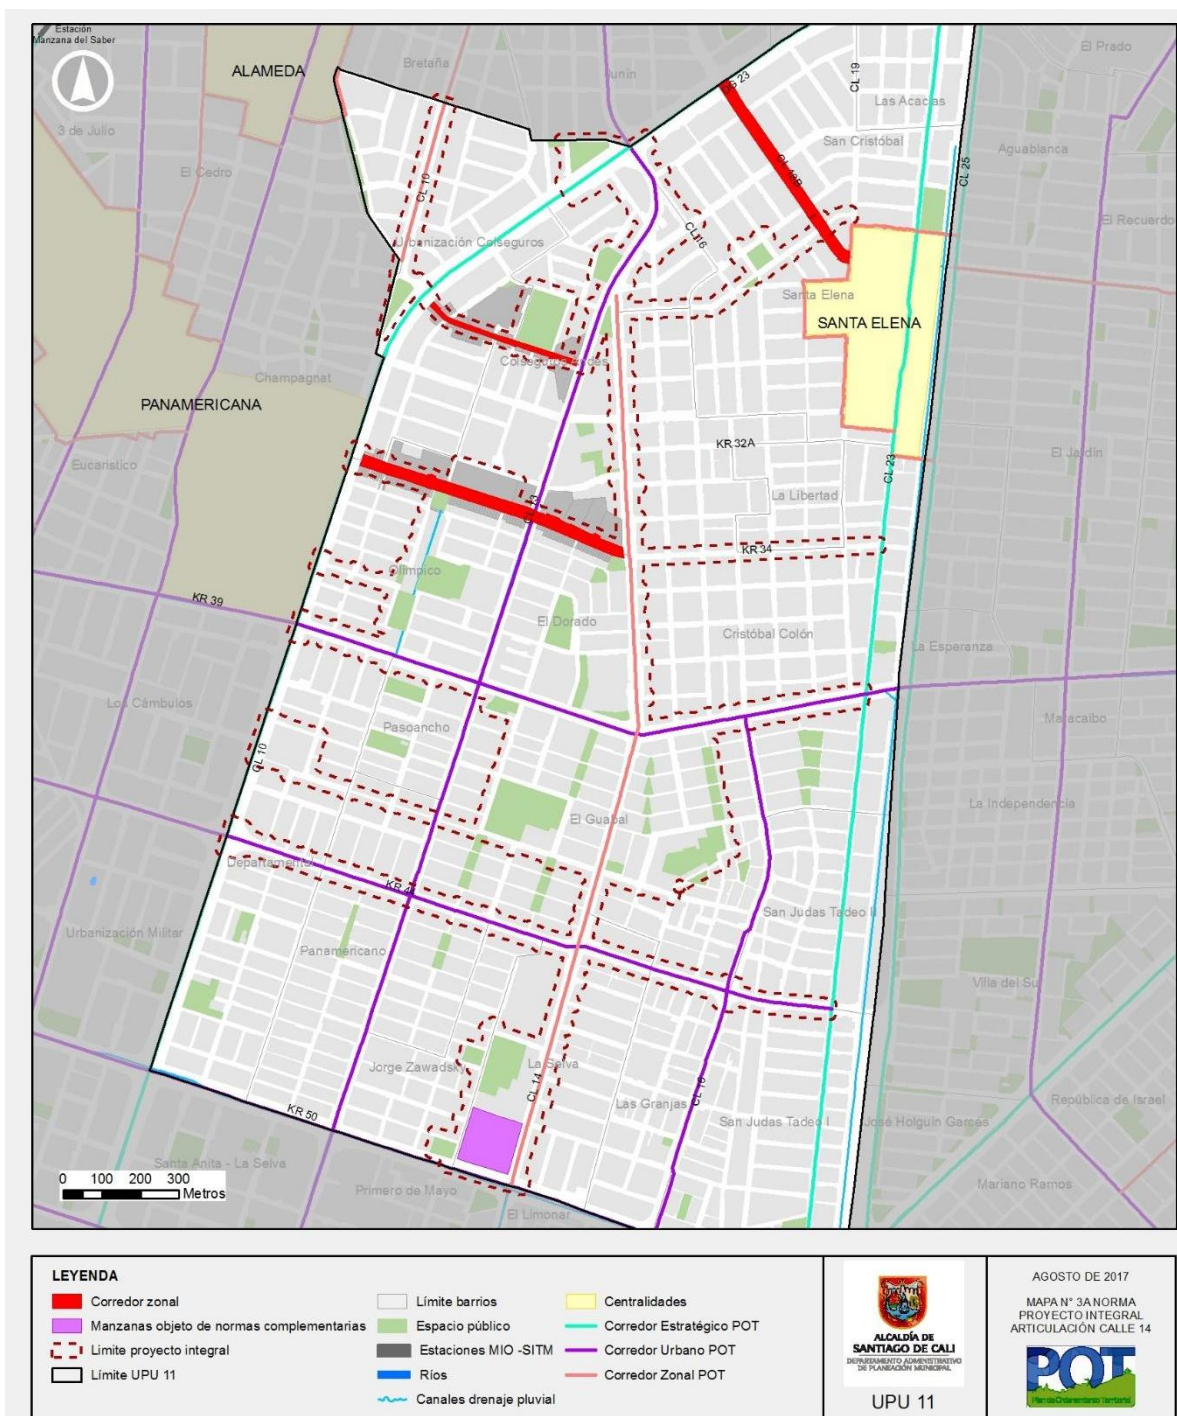 Estación
Manzana del Saber
ALAMEDA
Bretaña
Junín
El Prado
DG 23
CL 19
Las Acacias
3 de Julio
San Cristóbal
Aguablanca
El Cedro
CL 10
CL 25
El Recuerdo
Urbanización Colseguros
CL 16
Santa Elena
SANTA ELENA
Champagnat
PANAMERICANA
KR 32A
El Jardín
Eucarístico
CL 23
La Libertad
KR 34
Olímpico
KR 39
El Dorado
Cristóbal Colón
La Esperanza
Los Cámbulos
Pasoancho
Maracaibo
CL 10
La Independencia
El Guabal
Departamental
San Judas Tadeo II
Urbanización Militar
Panamericano
Villa del Sur
Jorge Zawadsky
La Selva
CL 14
Las Granjas
CL 16
República de Israel
KR 50
San Judas Tadeo I
José Holguín Garcés
Santa Anita - La Selva
Primero de Mayo
Mariano Ramos
El Limonar
0 100 200 300
Metros
LEYENDA
Corredor zonal
Manzanas objeto de normas complementarias
Limite proyecto integral
Límite UPU 11
Límite barrios
Espacio público
Estaciones MIO -SITM
Ríos
Canales drenaje pluvial
Centralidades
Corredor Estratégico POT
Corredor Urbano POT
Corredor Zonal POT
ALCALDÍA DE
SANTIAGO DE CALI
DEPARTAMENTO ADMINISTRATIVO
DE PLANEACIÓN MUNICIPAL
UPU 11
AGOSTO DE 2017
MAPA N° 3A NORMA
PROYECTO INTEGRAL
ARTICULACIÓN CALLE 14
POT
Plan de Ordenamiento Territorial